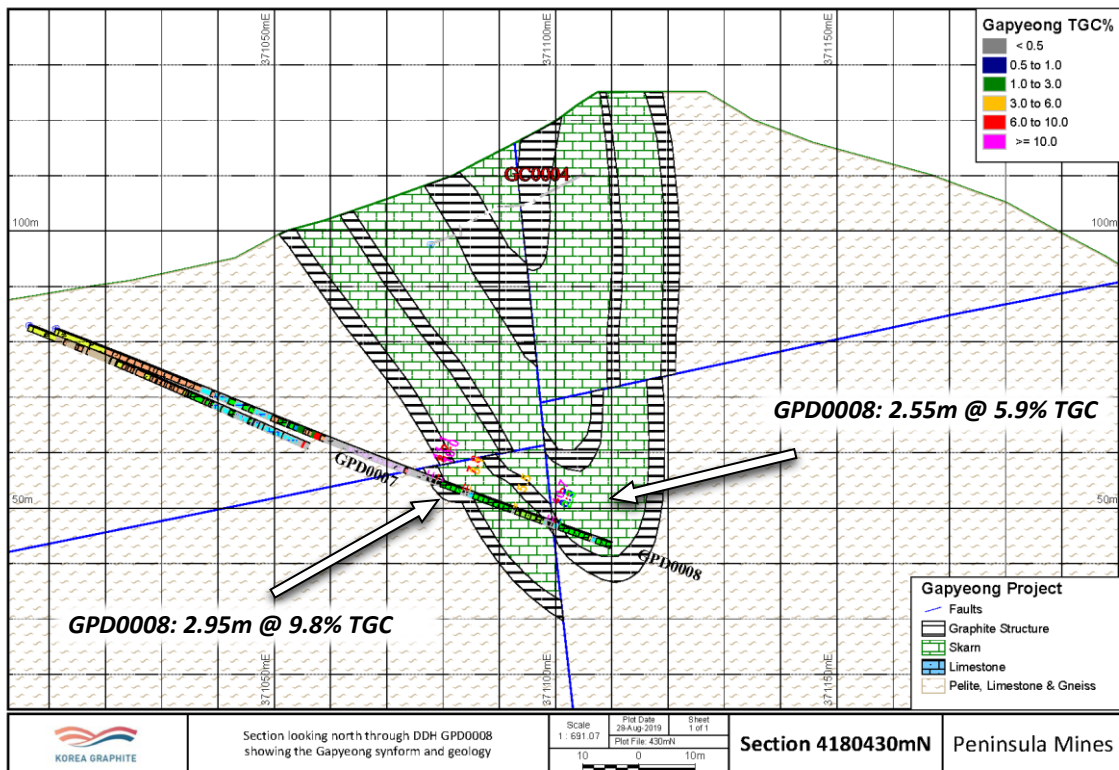 371050mE
371100mE
371150mE
Gapyeong TGC%
< 0.5
0.5 to 1.0
1.0 to 3.0
3.0 to 6.0
6.0 to 10.0
>= 10.0
GC0004
100m
100m
GPD0008: 2.55m @ 5.9% TGC
GPD0007
50m
50m
GPD0008
GPD0008: 2.95m @ 9.8% TGC
Gapyeong Project
Faults
Graphite Structure
Skarn
Limestone
Pelite, Limestone & Gneiss
371050mE
371100mE
371150mE
KOREA GRAPHITE
Section looking north through DDH GPD0008
showing the Gapyeong synform and geology
Scale
1 : 691.07
Plot Date
29-Aug-2019
Sheet
1 of 1
Plot File: 430mN
10 0 10m
Section 4180430mN
Peninsula Mines